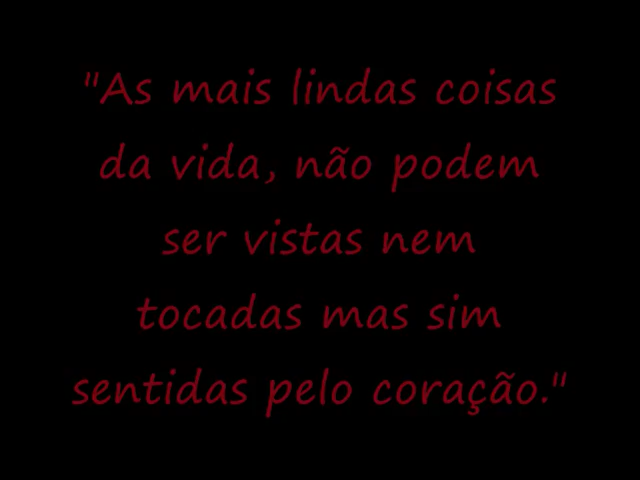 "As mais lindas coisas
da vida, não podem
ser vistas nem
tocadas mas sim
sentidas pelo coração."